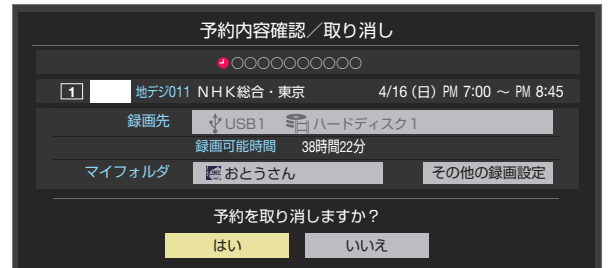 予約内容確認／取り消し
○○○○○○○○○○
1 地デジ011 ＮＨＫ総合・東京 4/16 (日) PM 7:00 ～ PM 8:45
録画先 USB1 ハードディスク1
録画可能時間 38時間22分
マイフォルダ おとうさん その他の録画設定
予約を取り消しますか？
はい いいえ